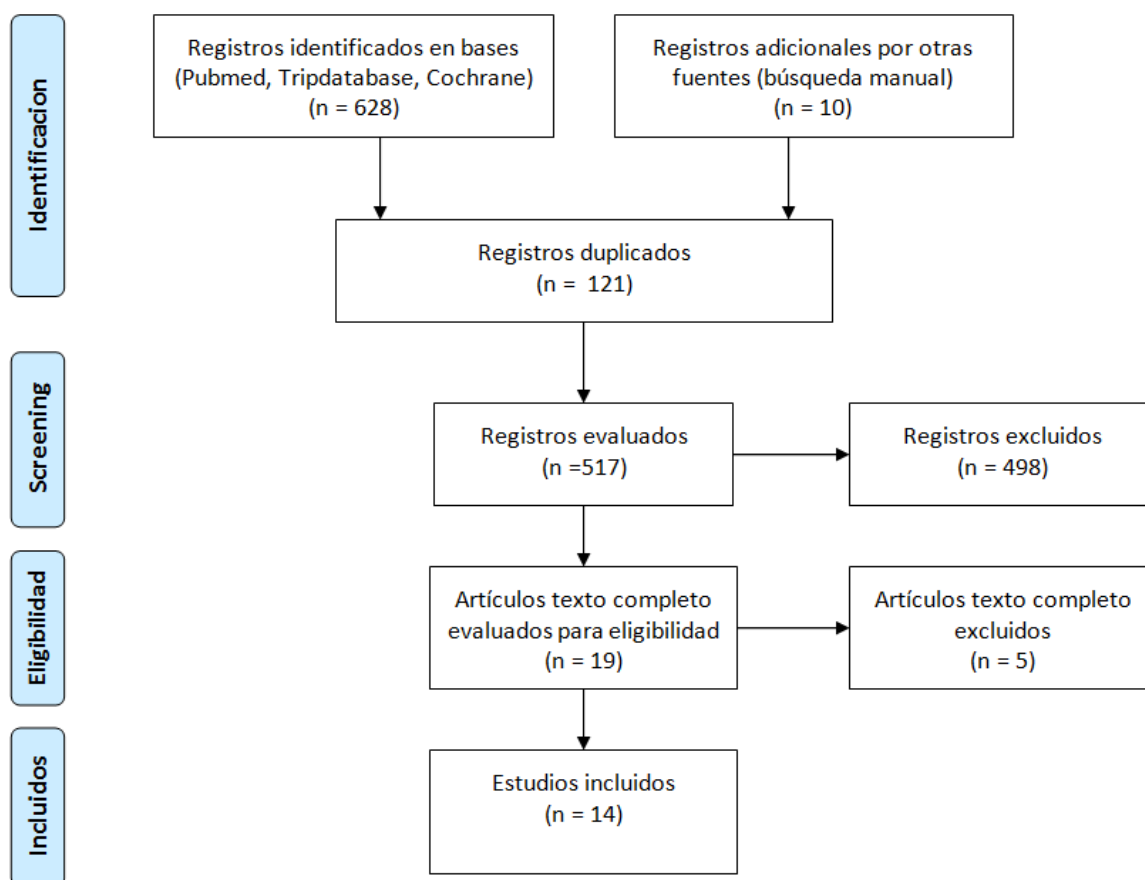 Identificacion
Registros identificados en bases
(Pubmed, Tripdatabase, Cochrane)
(n = 628)
Registros adicionales por otras
fuentes (búsqueda manual)
(n = 10)
Registros duplicados
(n = 121)
Screening
Registros evaluados
(n =517)
Registros excluidos
(n = 498)
Eligibilidad
Artículos texto completo
evaluados para eligibilidad
(n = 19)
Artículos texto completo
excluidos
(n = 5)
Incluidos
Estudios incluidos
(n = 14)